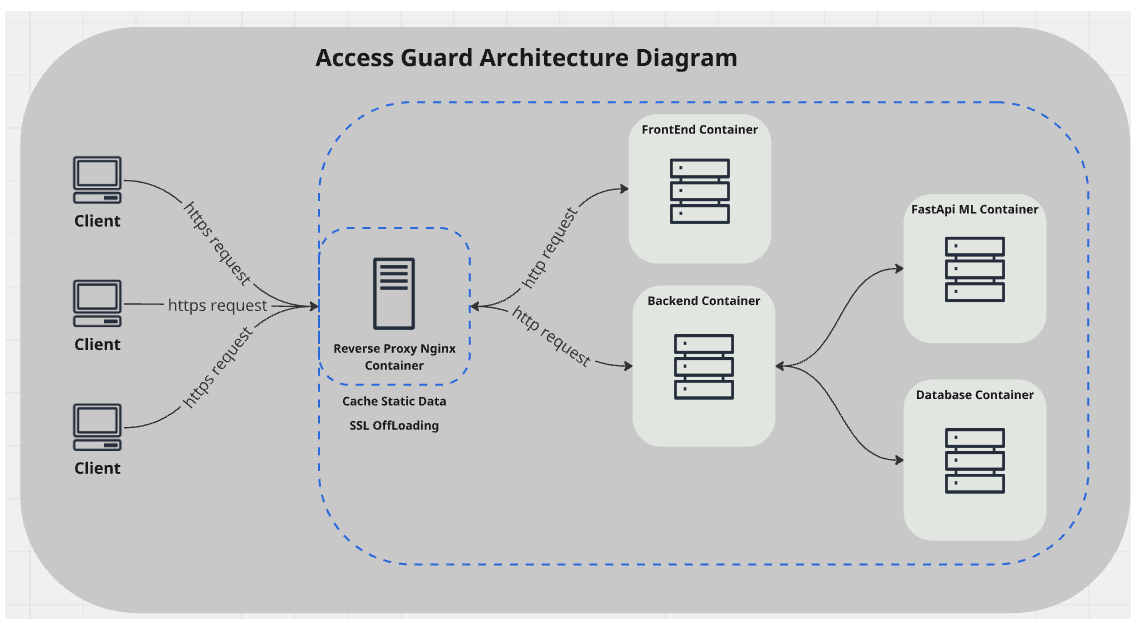 Access Guard Architecture Diagram
Client
https request
Client
https request
Client
https request
Reverse Proxy Nginx
Container
Cache Static Data
SSL OffLoading
http request
http request
FrontEnd Container
Backend Container
FastApi ML Container
Database Container